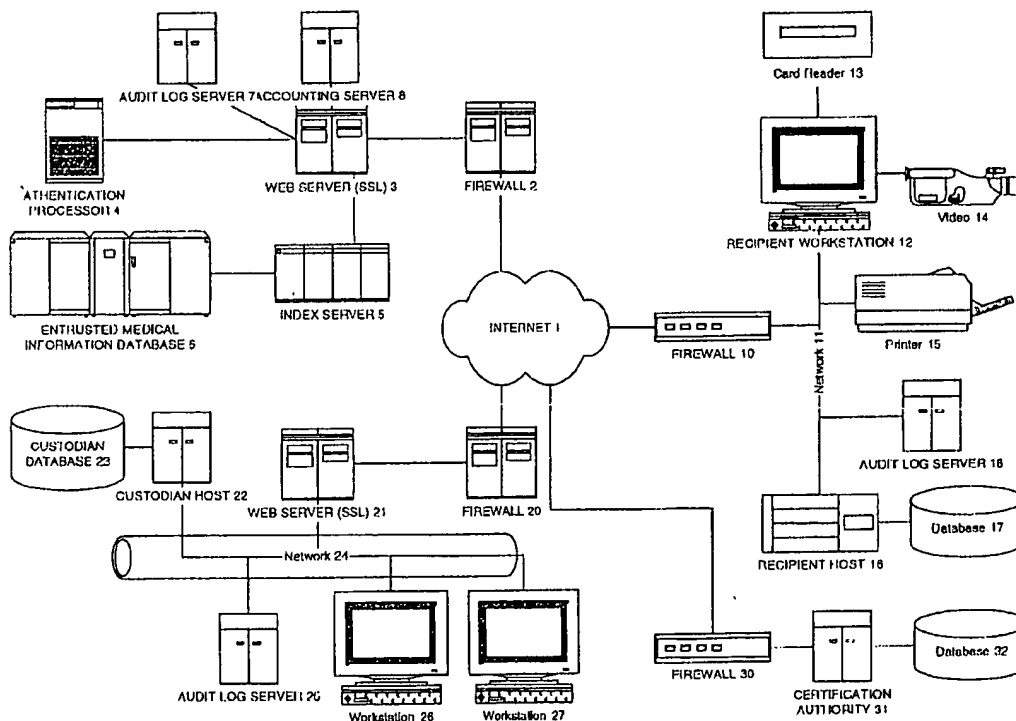 Card Reader 13
AUDIT LOG SERVER 7
ACCOUNTING SERVER 8
WEB SERVER (SSL) 3
FIREWALL 2
ATHENTICATION
PROCESSOR 4
Video 14
RECIPIENT WORKSTATION 12
INDEX SERVER 5
ENTRUSTED MEDICAL
INFORMATION DATABASE 6
INTERNET 1
FIREWALL 10
Network 11
Printer 15
CUSTODIAN
DATABASE 23
CUSTODIAN HOST 22
WEB SERVER (SSL) 21
FIREWALL 20
AUDIT LOG SERVER 18
Database 17
RECIPIENT HOST 16
Network 24
AUDIT LOG SERVER
Workstation 26
Workstation 27
FIREWALL 30
CERTIFICATION
AUTHORITY 31
Database 32